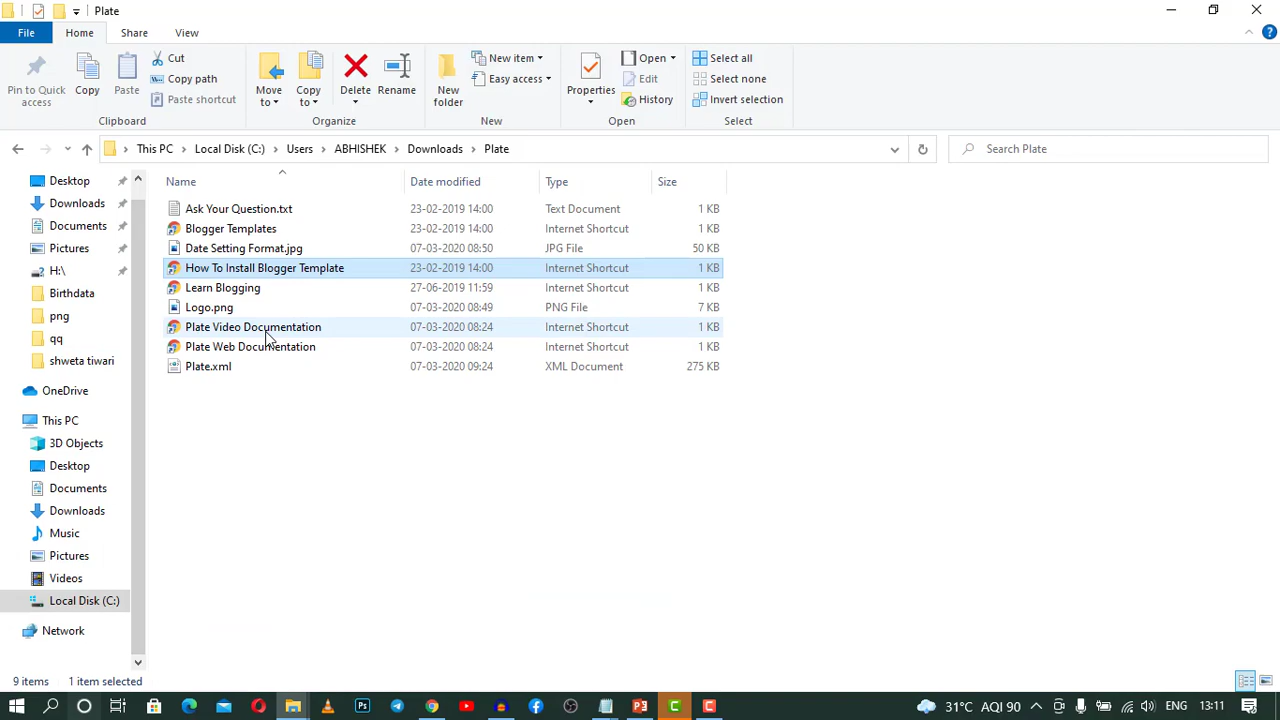 Plate
File Home Share View
Pin to Quick access
Copy
Paste
Cut
Copy path
Paste shortcut
Clipboard
Move to
Copy to
Delete
Rename
Organize
New folder
New item
Easy access
New
Properties
Open
Edit
History
Open
Select all
Select none
Invert selection
Select
This PC > Local Disk (C:) > Users > ABHISHEK > Downloads > Plate
Search Plate
Desktop
Downloads
Documents
Pictures
H:\
Birthdata
png
qq
shweta tiwari
OneDrive
This PC
3D Objects
Desktop
Documents
Downloads
Music
Pictures
Videos
Local Disk (C:)
Network
Name Date modified Type Size
Ask Your Question.txt 23-02-2019 14:00 Text Document 1 KB
Blogger Templates 23-02-2019 14:00 Internet Shortcut 1 KB
Date Setting Format.jpg 07-03-2020 08:50 JPG File 50 KB
How To Install Blogger Template 23-02-2019 14:00 Internet Shortcut 1 KB
Learn Blogging 27-06-2019 11:59 Internet Shortcut 1 KB
Logo.png 07-03-2020 08:49 PNG File 7 KB
Plate Video Documentation 07-03-2020 08:24 Internet Shortcut 1 KB
Plate Web Documentation 07-03-2020 08:24 Internet Shortcut 1 KB
Plate.xml 07-03-2020 09:24 XML Document 275 KB
9 items 1 item selected
Ps
31°C AQI 90 ENG 13:11